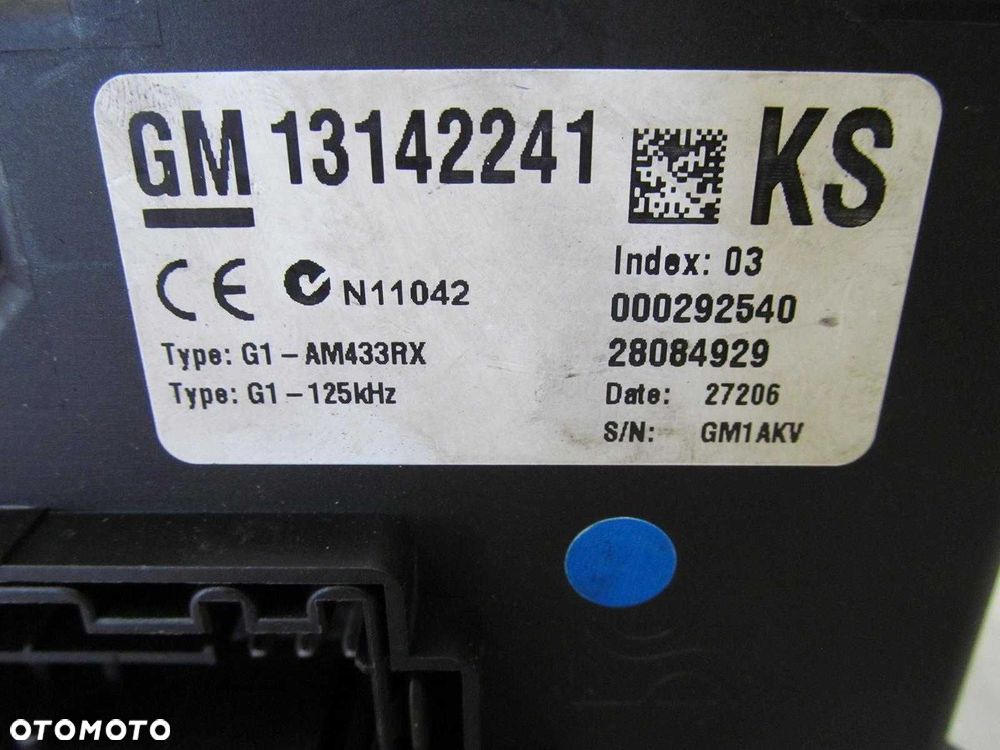 GM 13142241 KS
CE N11042
Type: G1-AM433RX
Type: G1-125kHz
Index: 03
000292540
28084929
Date: 27206
S/N: GM1AKV
OTOMOTO